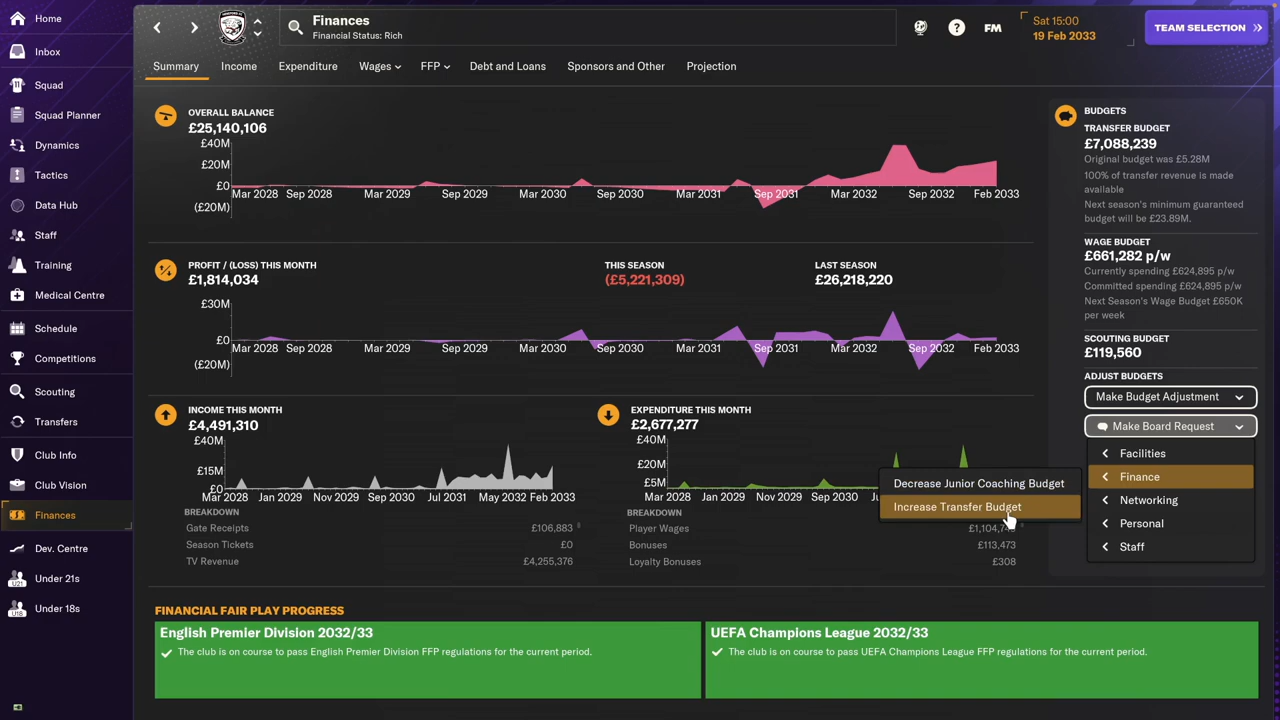 Home
Inbox
Squad
Squad Planner
Dynamics
Tactics
Data Hub
Staff
Training
Medical Centre
Schedule
Competitions
Scouting
Transfers
Club Info
Club Vision
Finances
Dev. Centre
Under 21s
Under 18s
Finances
Financial Status: Rich
FM
Sat 15:00
19 Feb 2033
TEAM SELECTION
Summary Income Expenditure Wages FFP Debt and Loans Sponsors and Other Projection
OVERALL BALANCE
£25,140,106
£40M
£20M
£0
(£20M)
Mar 2028 Sep 2028 Mar 2029 Sep 2029 Mar 2030 Sep 2030 Mar 2031 Sep 2031 Mar 2032 Sep 2032 Feb 2033
PROFIT / (LOSS) THIS MONTH
£1,814,034
THIS SEASON
(£5,221,309)
LAST SEASON
£26,218,220
£30M
£0
(£20M)
Mar 2028 Sep 2028 Mar 2029 Sep 2029 Mar 2030 Sep 2030 Mar 2031 Sep 2031 Mar 2032 Sep 2032 Feb 2033
INCOME THIS MONTH
£4,491,310
£40M
£15M
£0
Mar 2028 Jan 2029 Nov 2029 Sep 2030 Jul 2031 May 2032 Feb 2033
BREAKDOWN
Gate Receipts £106,883
Season Tickets £0
TV Revenue £4,255,376
EXPENDITURE THIS MONTH
£2,677,277
£40M
£20M
£5M
Mar 2028 Jan 2029 Nov 2029 Sep 2030
BREAKDOWN
Player Wages
Bonuses £113,473
Loyalty Bonuses £308
BUDGETS
TRANSFER BUDGET
£7,088,239
Original budget was £5.28M
100% of transfer revenue is made
available
Next season's minimum guaranteed
budget will be £23.89M.
WAGE BUDGET
£661,282 p/w
Currently spending £624,895 p/w
Committed spending £624,895 p/w
Next Season's Wage Budget £650K
per week
SCOUTING BUDGET
£119,560
ADJUST BUDGETS
Make Budget Adjustment
Make Board Request
Facilities
Finance
Networking
Personal
Staff
Decrease Junior Coaching Budget
Increase Transfer Budget
FINANCIAL FAIR PLAY PROGRESS
English Premier Division 2032/33
The club is on course to pass English Premier Division FFP regulations for the current period.
UEFA Champions League 2032/33
The club is on course to pass UEFA Champions League FFP regulations for the current period.